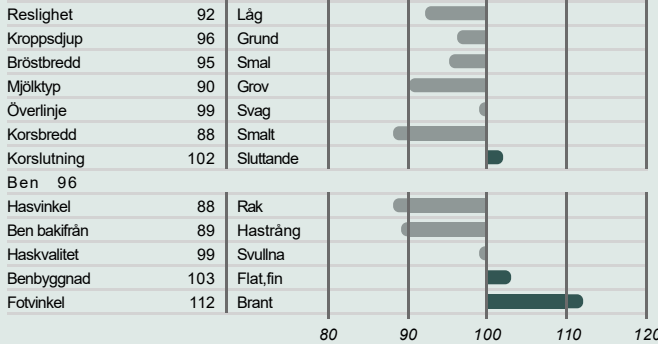 Reslighet 92 Låg
Kroppsdjup 96 Grund
Bröstbredd 95 Smal
Mjölktyp 90 Grov
Överlinje 99 Svag
Korsbredd 88 Smalt
Korslutning 102 Sluttande
Ben 96
Hasvinkel 88 Rak
Ben bakifrån 89 Hastrång
Haskvalitet 99 Svullna
Benbyggnad 103 Flat,fin
Fotvinkel 112 Brant
80 90 100 110 120